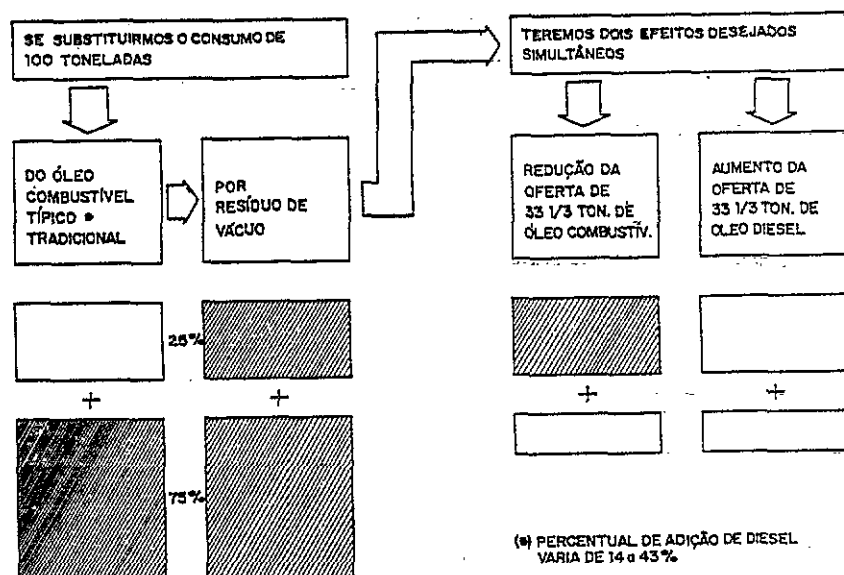 SE SUBSTITUIRMOS O CONSUMO DE
100 TONELADAS
TEREMOS DOIS EFEITOS DESEJADOS
SIMULTÂNEOS
DO ÓLEO
COMBUSTÍVEL
TÍPICO *
TRADICIONAL
POR
RESÍDUO DE
VÁCUO
REDUÇÃO DA
OFERTA DE
33 1/3 TON. DE
ÓLEO COMBUSTÍV.
AUMENTO DA
OFERTA DE
33 1/3 TON. DE
OLEO DIESEL
25%
+
+
+
+
75%
(*) PERCENTUAL DE ADIÇÃO DE DIESEL
VARIA DE 14 a 43%